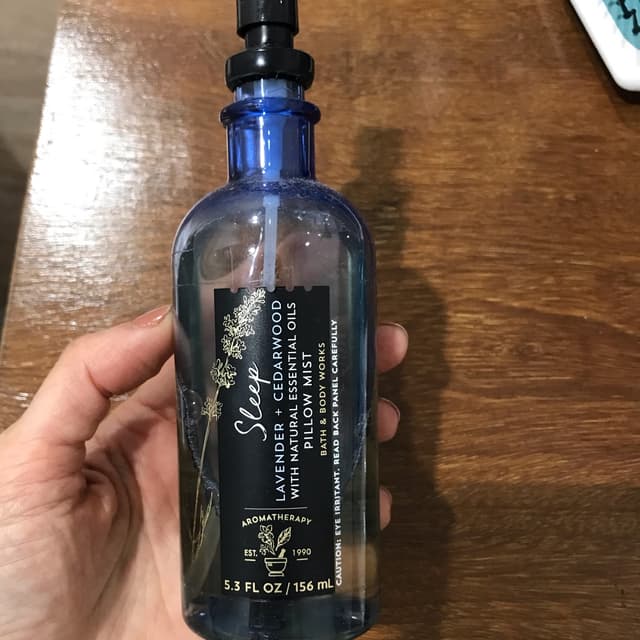 Sleep
LAVENDER + CEDARWOOD
WITH NATURAL ESSENTIAL OILS
PILLOW MIST
BATH & BODY WORKS
CAUTION: EYE IRRITANT. READ BACK PANEL CAREFULLY
AROMATHERAPY
EST. 1990
5.3 FL OZ / 156 mL